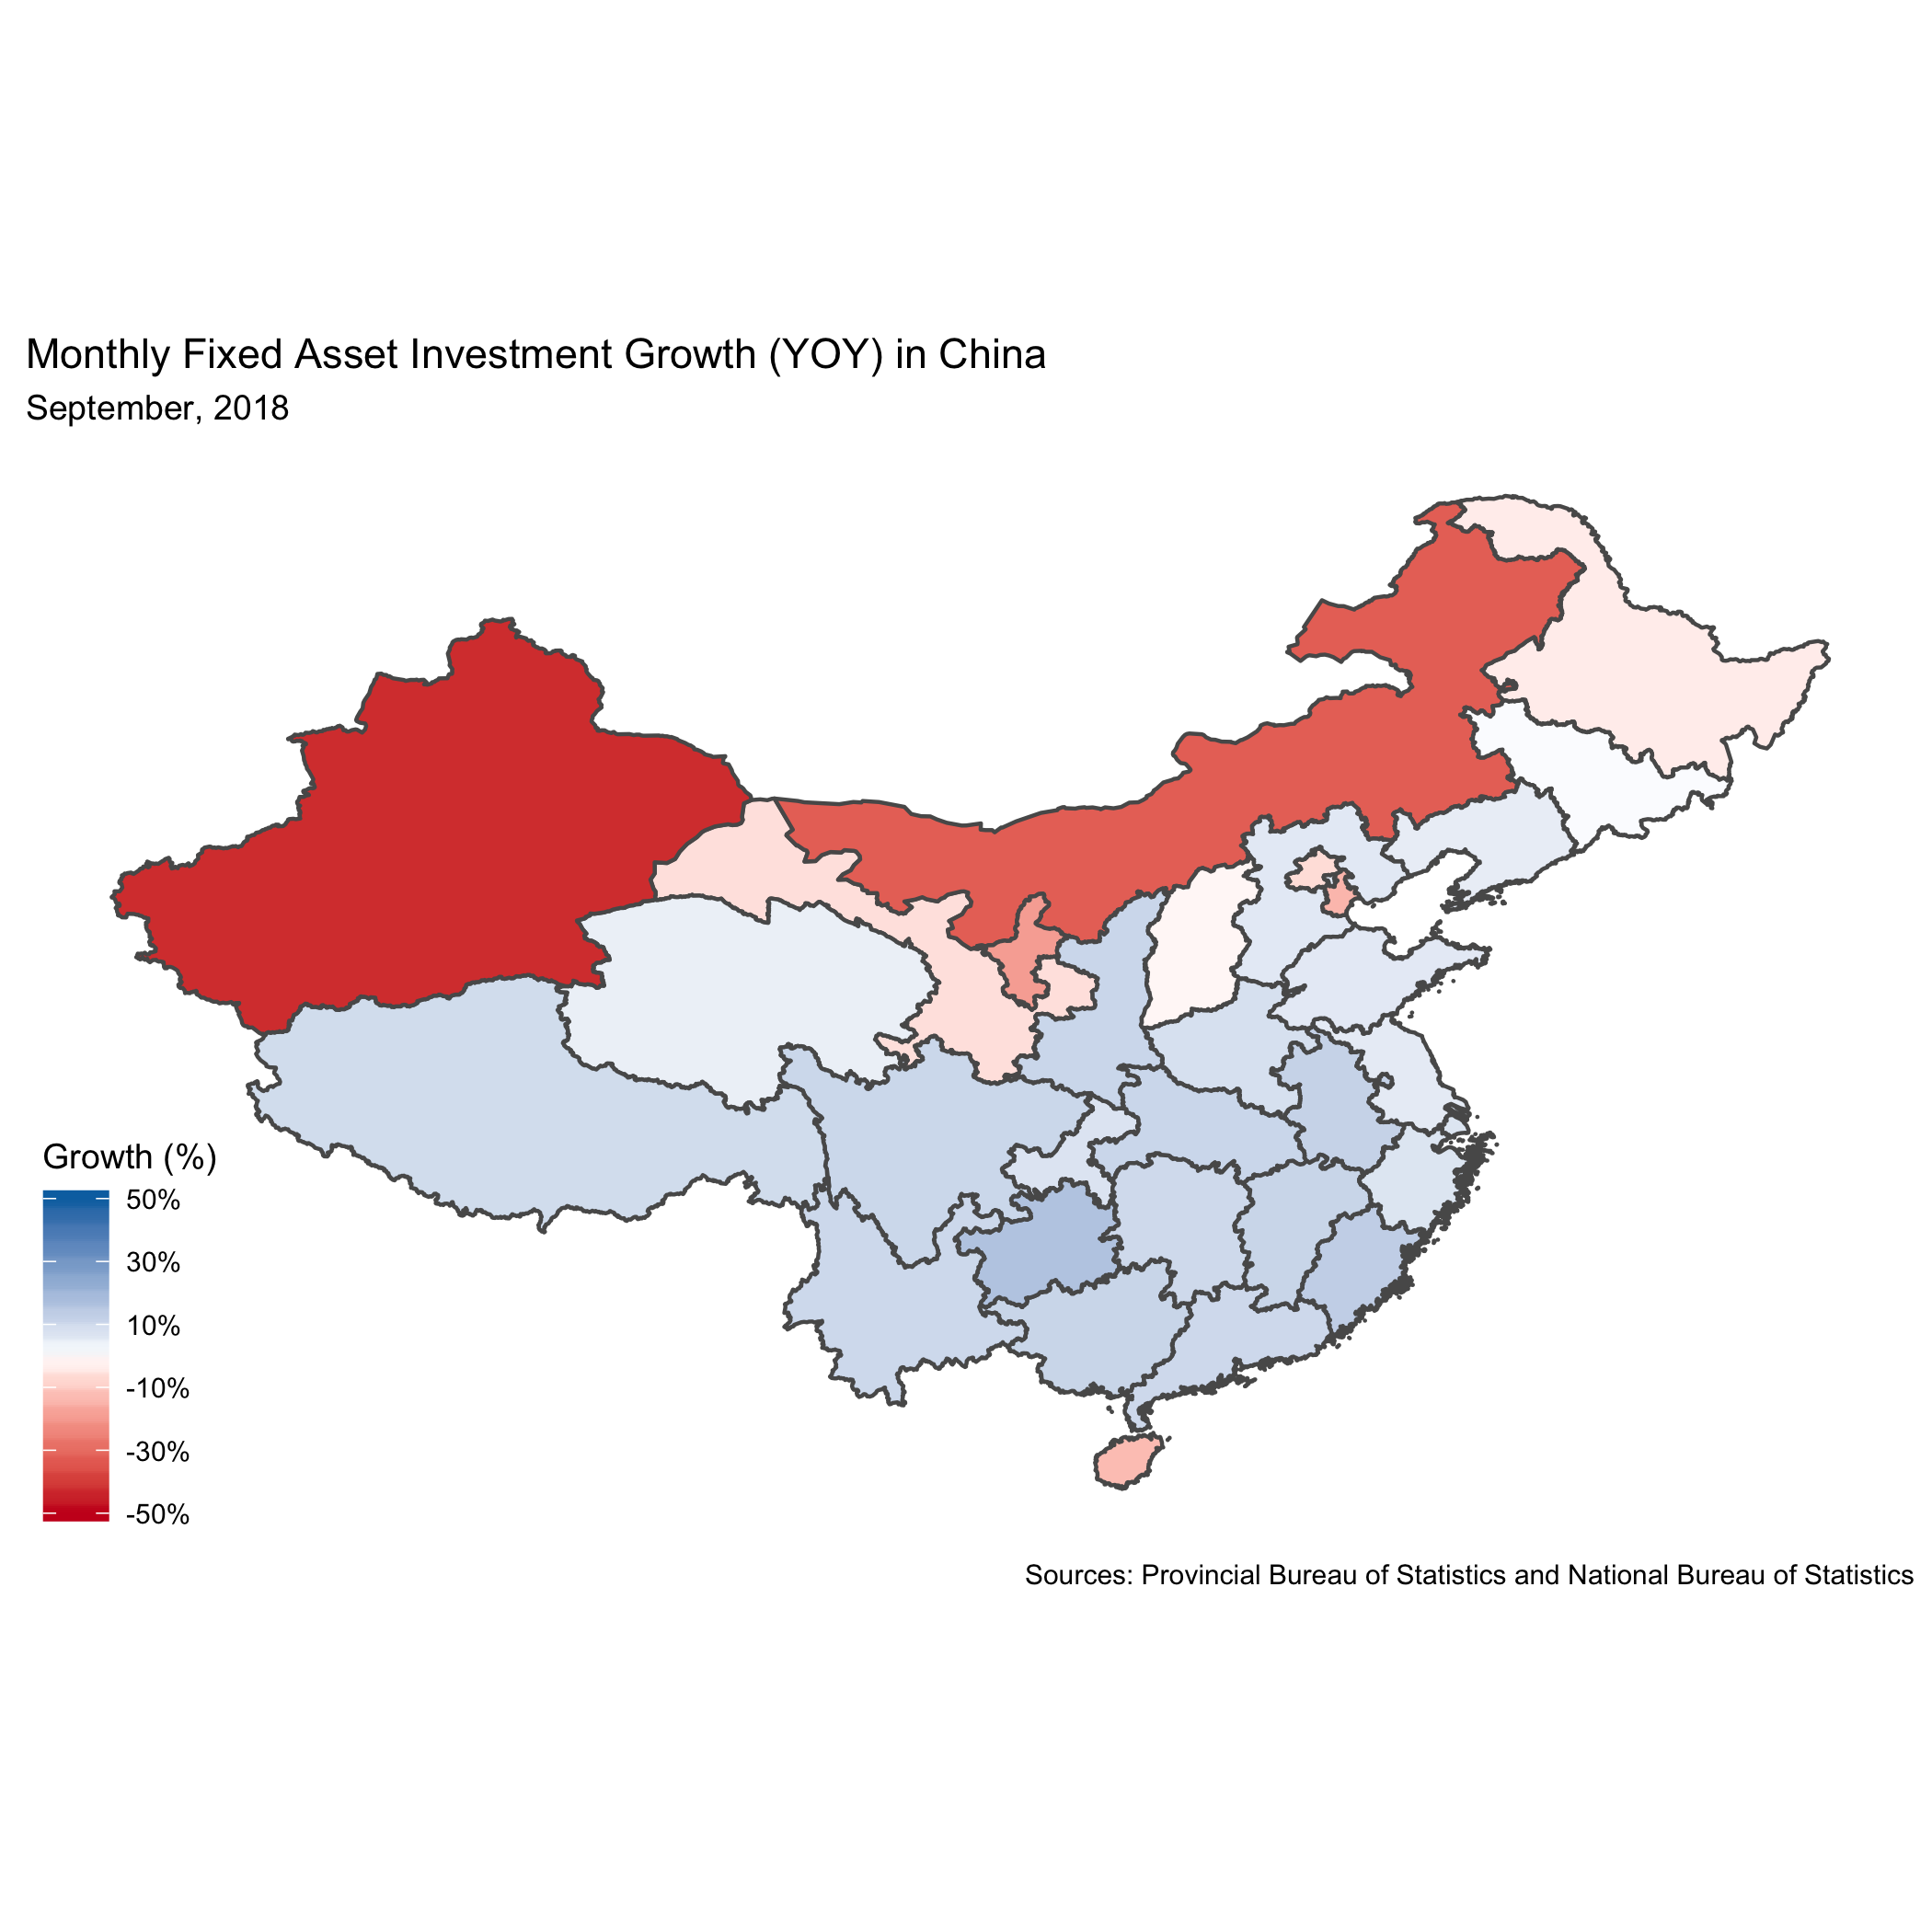 Monthly Fixed Asset Investment Growth (YOY) in China
September, 2018
Growth (%)
50%
30%
10%
-10%
-30%
-50%
Sources: Provincial Bureau of Statistics and National Bureau of Statistics